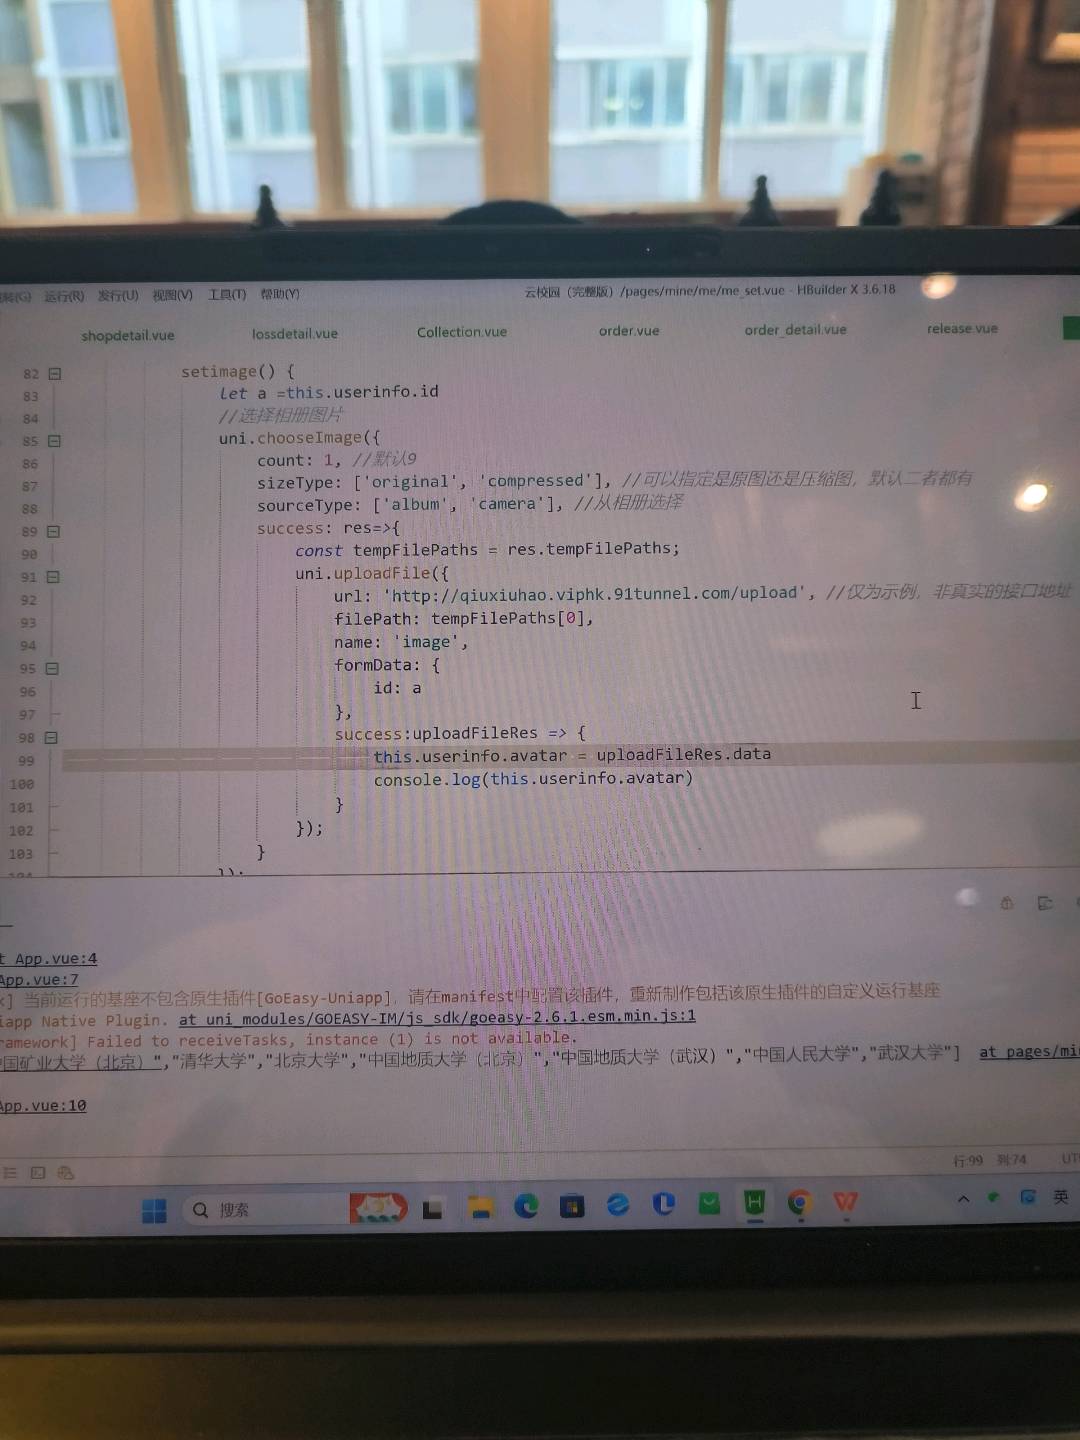 运行(R) 发行(U) 视图(V) 工具(T) 帮助(Y) 云校园（完整版）/pages/mine/me/me_set.vue - HBuilder X 3.6.18
shopdetail.vue lossdetail.vue Collection.vue order.vue order_detail.vue release.vue
82 setimage() {
83 let a =this.userinfo.id
84 //选择相册图片
85 uni.chooseImage({
86 count: 1, //默认9
87 sizeType: ['original', 'compressed'], //可以指定是原图还是压缩图，默认二者都有
88 sourceType: ['album', 'camera'], //从相册选择
89 success: res=>{
90 const tempFilePaths = res.tempFilePaths;
91 uni.uploadFile({
92 url: 'http://qiuxiuhao.viphk.91tunnel.com/upload', //仅为示例，非真实的接口地址
93 filePath: tempFilePaths[0],
94 name: 'image',
95 formData: {
96 id: a
97 },
98 success:uploadFileRes => {
99 this.userinfo.avatar = uploadFileRes.data
100 console.log(this.userinfo.avatar)
101 }
102 });
103 }
t App.vue:4
App.vue:7
当前运行的基座不包含原生插件[GoEasy-Uniapp]，请在manifest中配置该插件，重新制作包括该原生插件的自定义运行基座
iapp Native Plugin. at uni_modules/GOEASY-IM/js_sdk/goeasy-2.6.1.esm.min.js:1
ramework] Failed to receiveTasks, instance (1) is not available.
国矿业大学（北京）","清华大学","北京大学","中国地质大学（北京）","中国地质大学（武汉）","中国人民大学","武汉大学"] at pages/mi
App.vue:10
行:99 列:74 UT
搜索 英